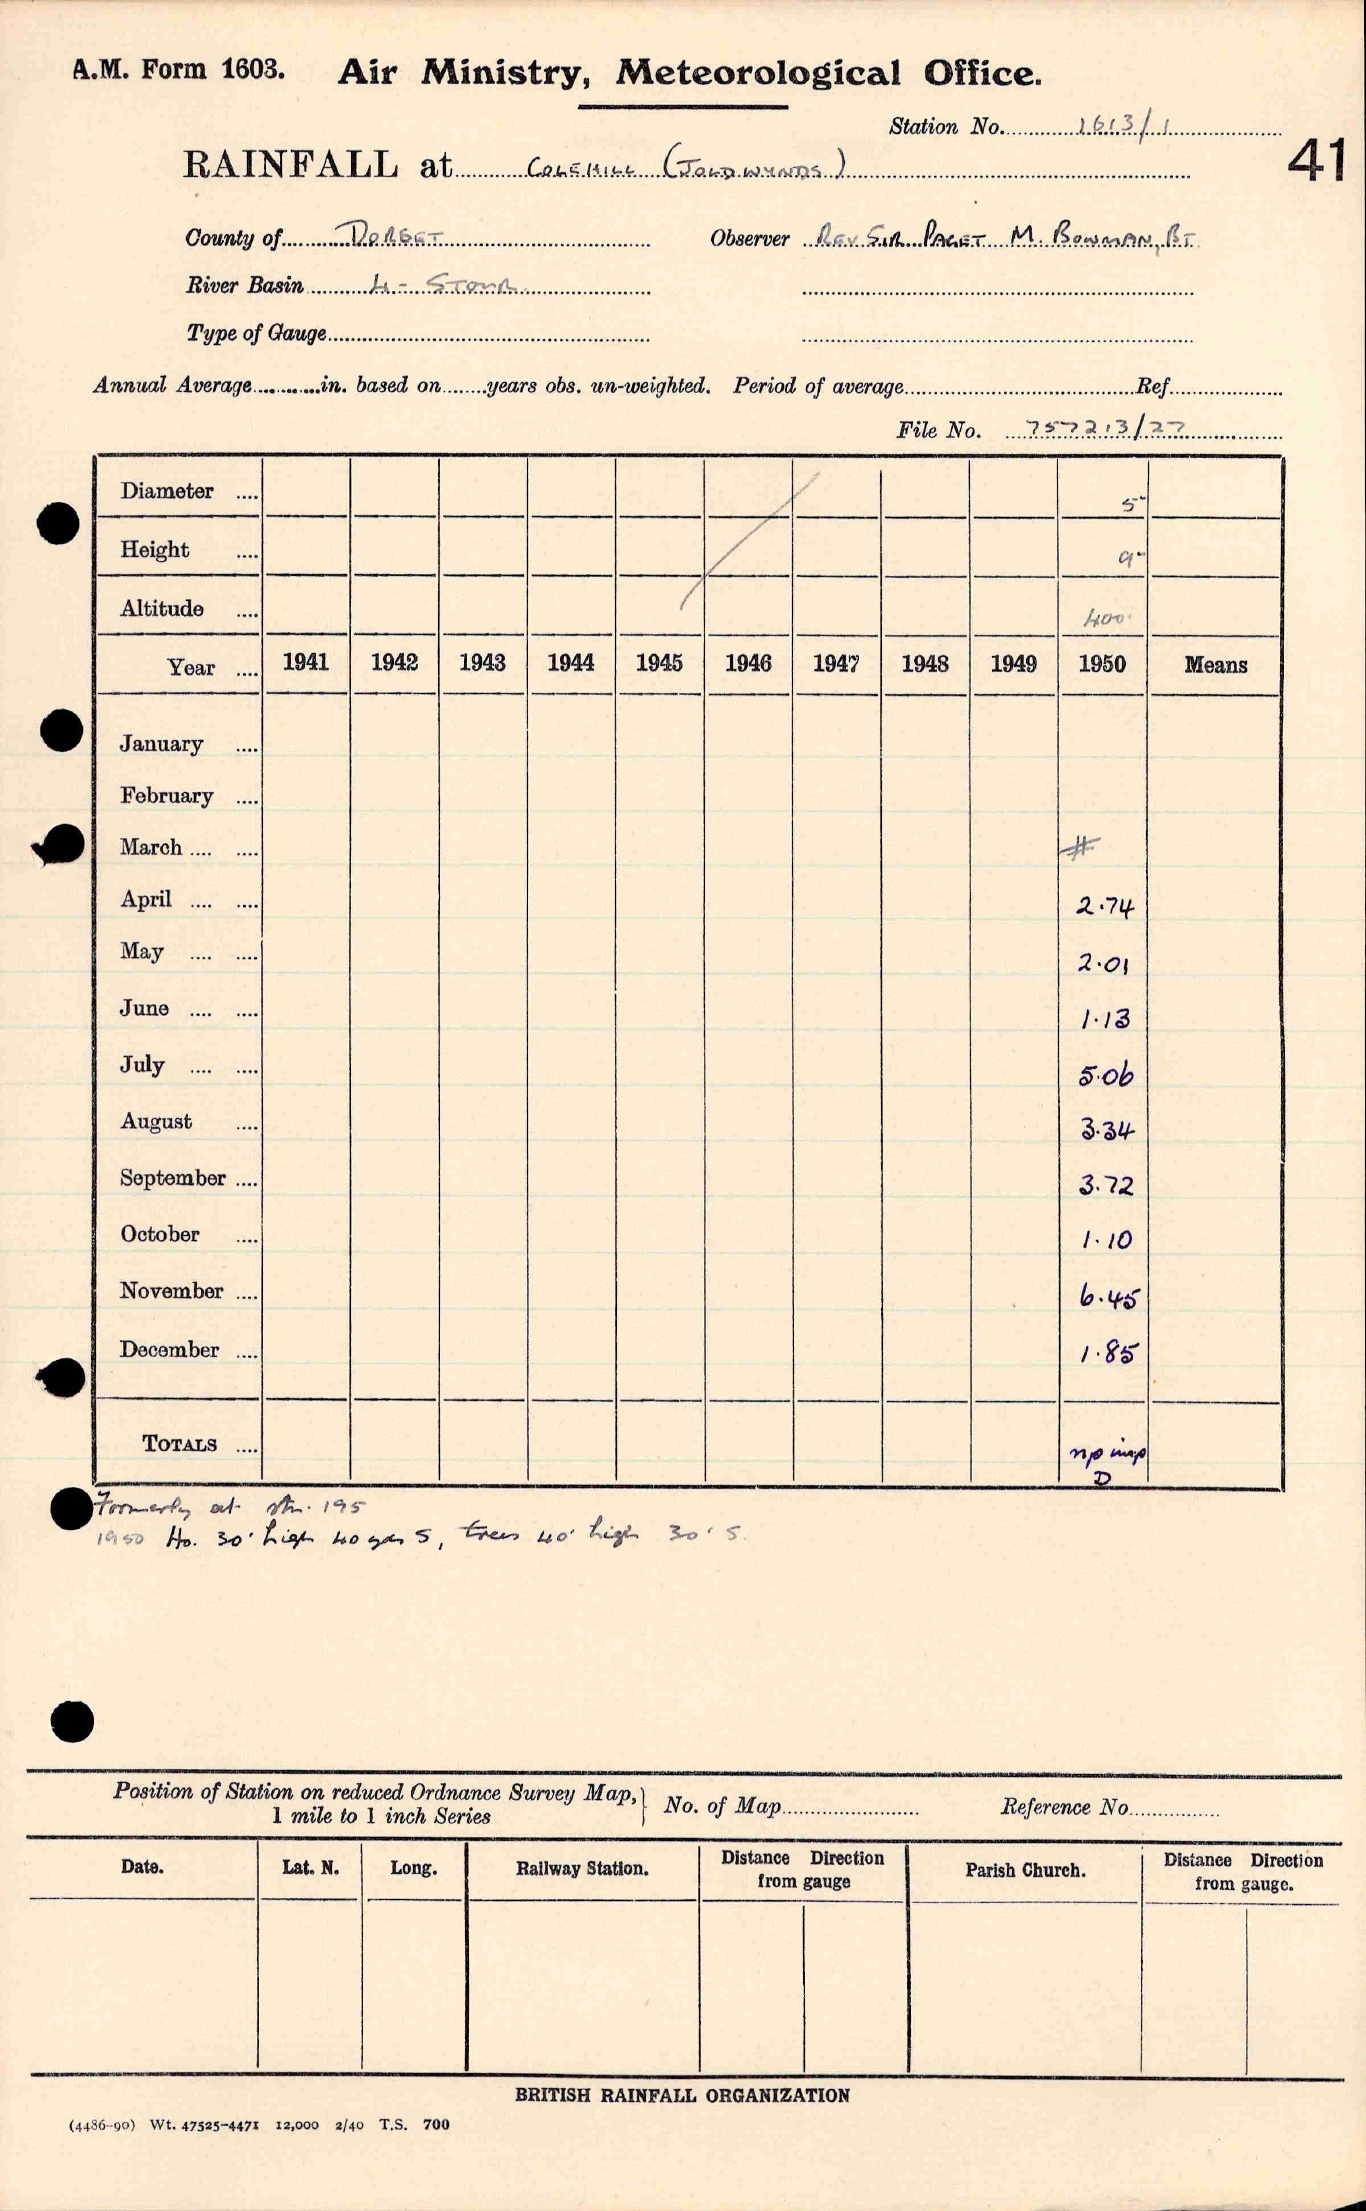 A.M. Form 1603. Air Ministry, Meteorological Office.
Station No. 1613/1
41
RAINFALL at COLEHILL (JOLDWYNDS)
County of DORSET Observer REV. SIR PAGET M. BOWMAN, BT.
River Basin 4 - STOUR
Type of Gauge
Annual Average in. based on years obs. un-weighted. Period of average Ref.
File No. 757213/27
Diameter .... 5"
Height .... 9"
Altitude .... 400
Year .... 1941 1942 1943 1944 1945 1946 1947 1948 1949 1950 Means
January ....
February ....
March .... .... #
April .... .... 2.74
May .... .... 2.01
June .... .... 1.13
July .... .... 5.06
August .... 3.34
September .... 3.72
October .... 1.10
November .... 6.45
December .... 1.85
TOTALS .... np imp
D
Formerly at stn. 195
1950 Ho. 30' high 40 yds S, trees 40' high 30' S.
Position of Station on reduced Ordnance Survey Map, } No. of Map Reference No.
1 mile to 1 inch Series
Date. Lat. N. Long. Railway Station. Distance Direction from gauge Parish Church. Distance Direction from gauge.
BRITISH RAINFALL ORGANIZATION
(4486-90) Wt. 47525-4471 12,000 2/40 T.S. 700